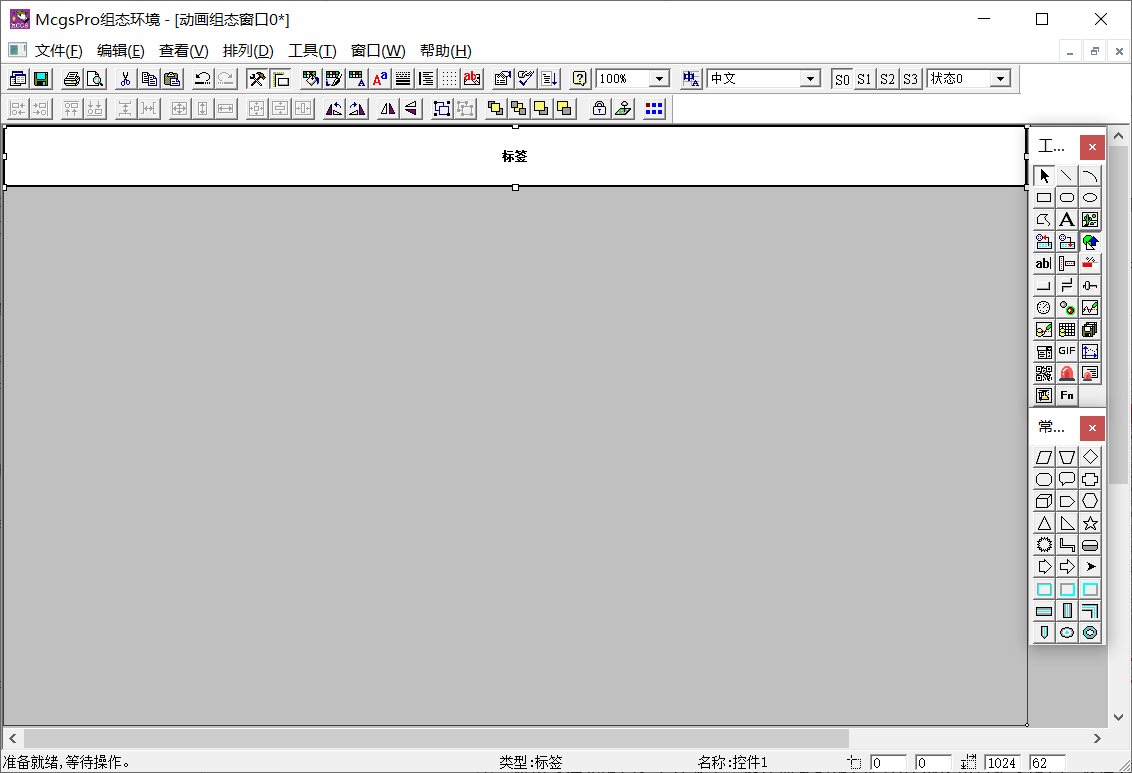 McgsPro组态环境 - [动画组态窗口0*]
文件(F) 编辑(E) 查看(V) 排列(D) 工具(T) 窗口(W) 帮助(H)
100% 中文 S0 S1 S2 S3 状态0
标签
工...
A
ab|
GIF
Fn
常...
准备就绪,等待操作。 类型:标签 名称:控件1 0 0 1024 62